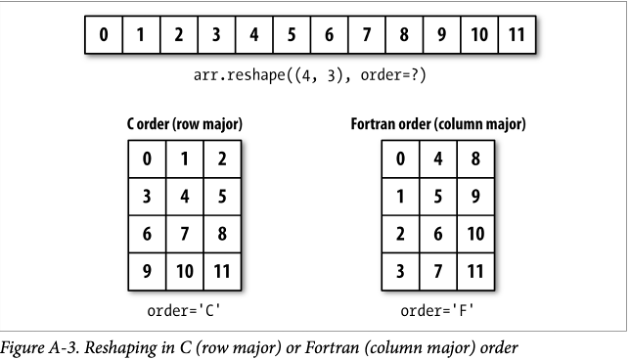 0 1 2 3 4 5 6 7 8 9 10 11
arr.reshape((4, 3), order=?)
C order (row major)
0 1 2
3 4 5
6 7 8
9 10 11
order='C'
Fortran order (column major)
0 4 8
1 5 9
2 6 10
3 7 11
order='F'
Figure A-3. Reshaping in C (row major) or Fortran (column major) order